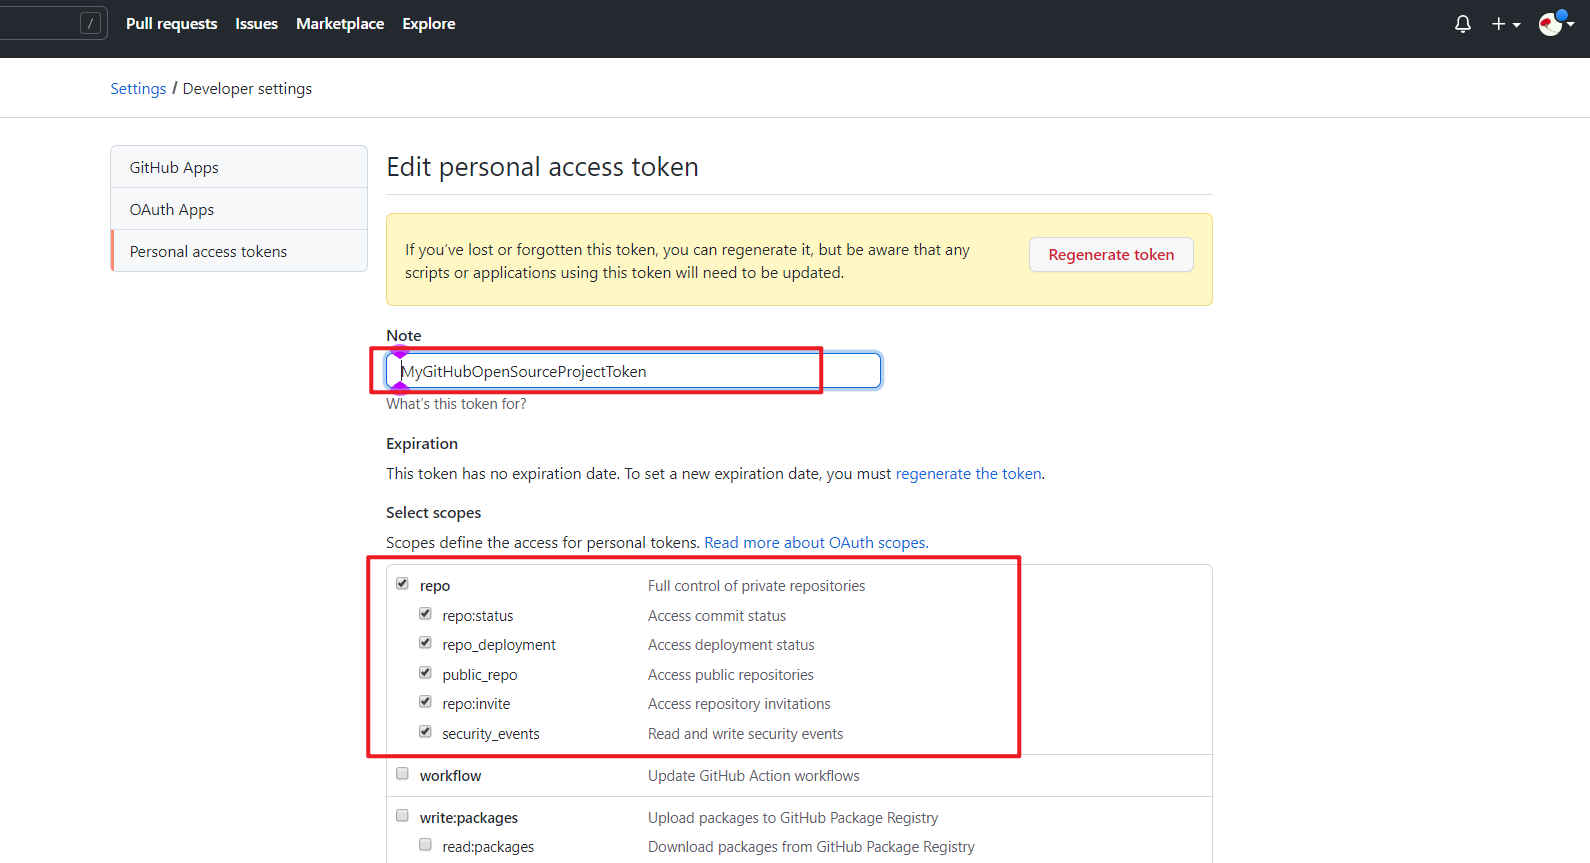 / Pull requests Issues Marketplace Explore
Settings / Developer settings
GitHub Apps
OAuth Apps
Personal access tokens
Edit personal access token
If you've lost or forgotten this token, you can regenerate it, but be aware that any
scripts or applications using this token will need to be updated.
Regenerate token
Note
MyGitHubOpenSourceProjectToken
What's this token for?
Expiration
This token has no expiration date. To set a new expiration date, you must regenerate the token.
Select scopes
Scopes define the access for personal tokens. Read more about OAuth scopes.
repo Full control of private repositories
repo:status Access commit status
repo_deployment Access deployment status
public_repo Access public repositories
repo:invite Access repository invitations
security_events Read and write security events
workflow Update GitHub Action workflows
write:packages Upload packages to GitHub Package Registry
read:packages Download packages from GitHub Package Registry